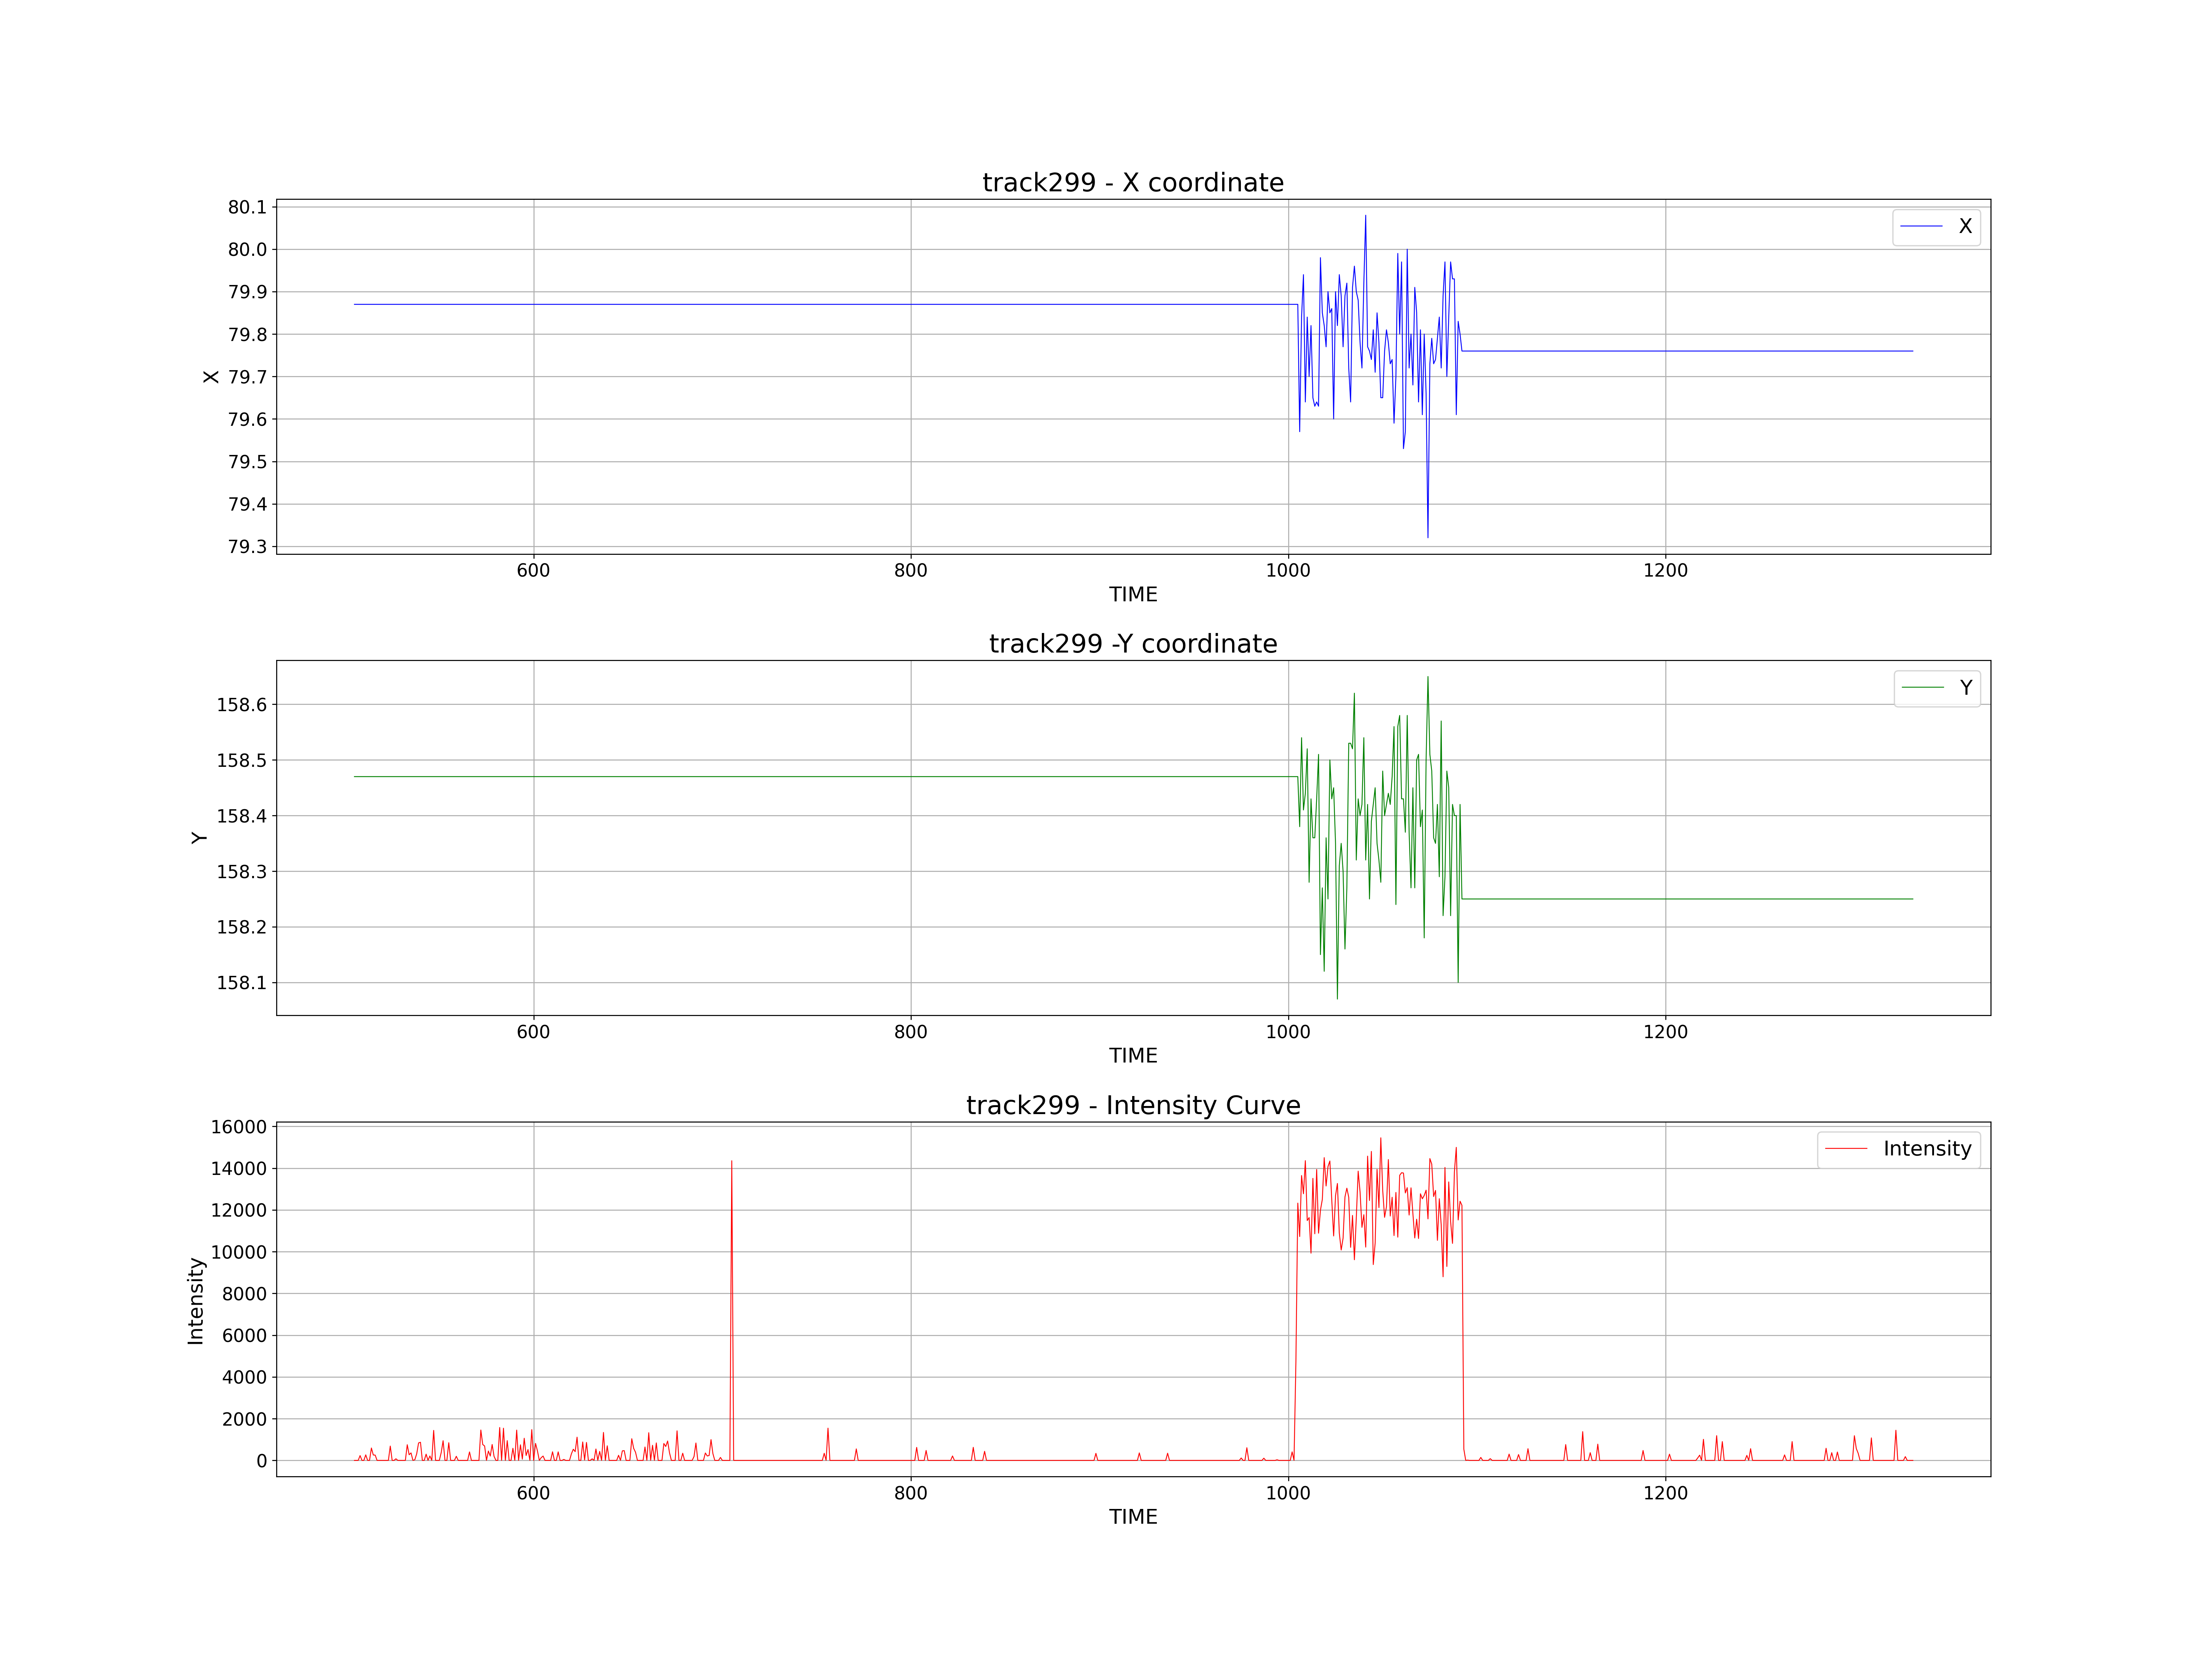 track299 - X coordinate
80.1
80.0
79.9
79.8
79.7
79.6
79.5
79.4
79.3
X
X
600 800 1000 1200
TIME
track299 -Y coordinate
158.6
158.5
158.4
158.3
158.2
158.1
Y
Y
600 800 1000 1200
TIME
track299 - Intensity Curve
16000
14000
12000
10000
8000
6000
4000
2000
0
Intensity
Intensity
600 800 1000 1200
TIME